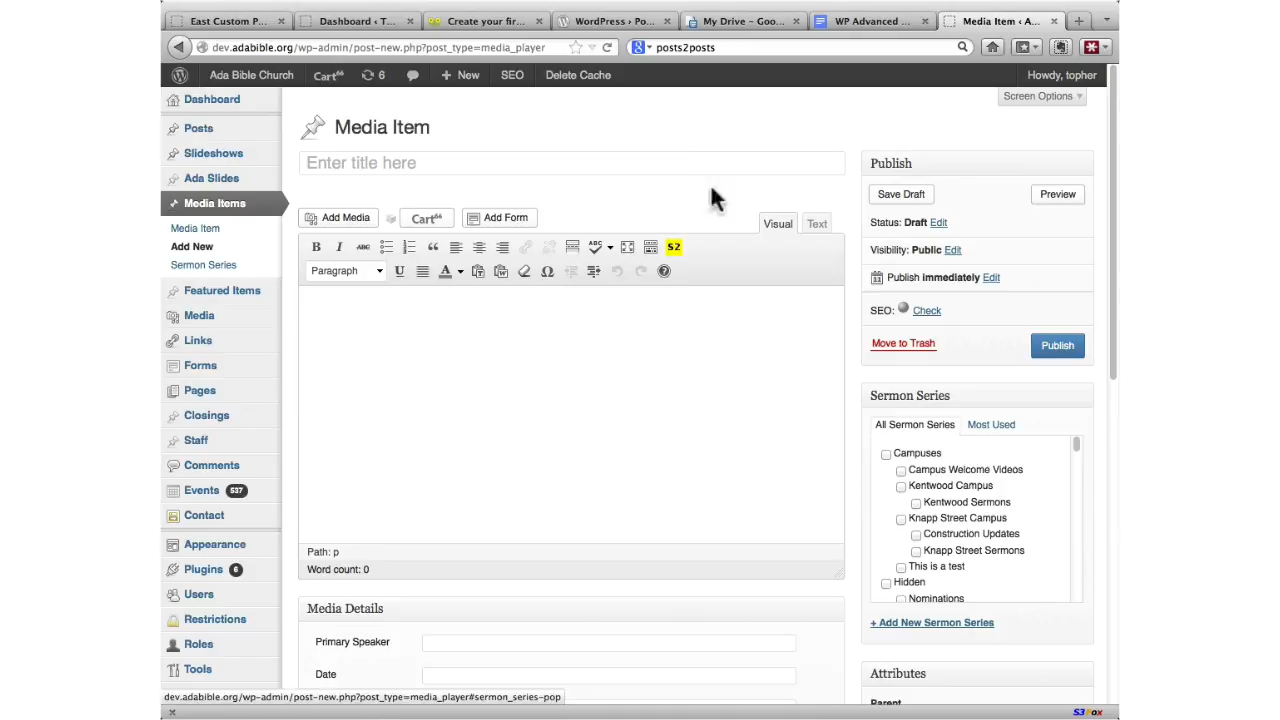 East Custom P... Dashboard ‹ T... Create your fir... WordPress › Po... My Drive – Goo... WP Advanced ... Media Item ‹ A...
dev.adabible.org/wp-admin/post-new.php?post_type=media_player posts2posts
Ada Bible Church Cart66 6 + New SEO Delete Cache Howdy, topher
Screen Options
Dashboard
Posts
Slideshows
Ada Slides
Media Items
Media Item
Add New
Sermon Series
Featured Items
Media
Links
Forms
Pages
Closings
Staff
Comments
Events 537
Contact
Appearance
Plugins 6
Users
Restrictions
Roles
Tools
Media Item
Enter title here
Add Media Cart66 Add Form
Visual Text
B I ABC ABC S2
Paragraph U A Ω
Path: p
Word count: 0
Media Details
Primary Speaker
Date
Publish
Save Draft Preview
Status: Draft Edit
Visibility: Public Edit
Publish immediately Edit
SEO: Check
Move to Trash Publish
Sermon Series
All Sermon Series Most Used
Campuses
Campus Welcome Videos
Kentwood Campus
Kentwood Sermons
Knapp Street Campus
Construction Updates
Knapp Street Sermons
This is a test
Hidden
Nominations
+ Add New Sermon Series
Attributes
Parent
dev.adabible.org/wp-admin/post-new.php?post_type=media_player#sermon_series-pop
S3Fox